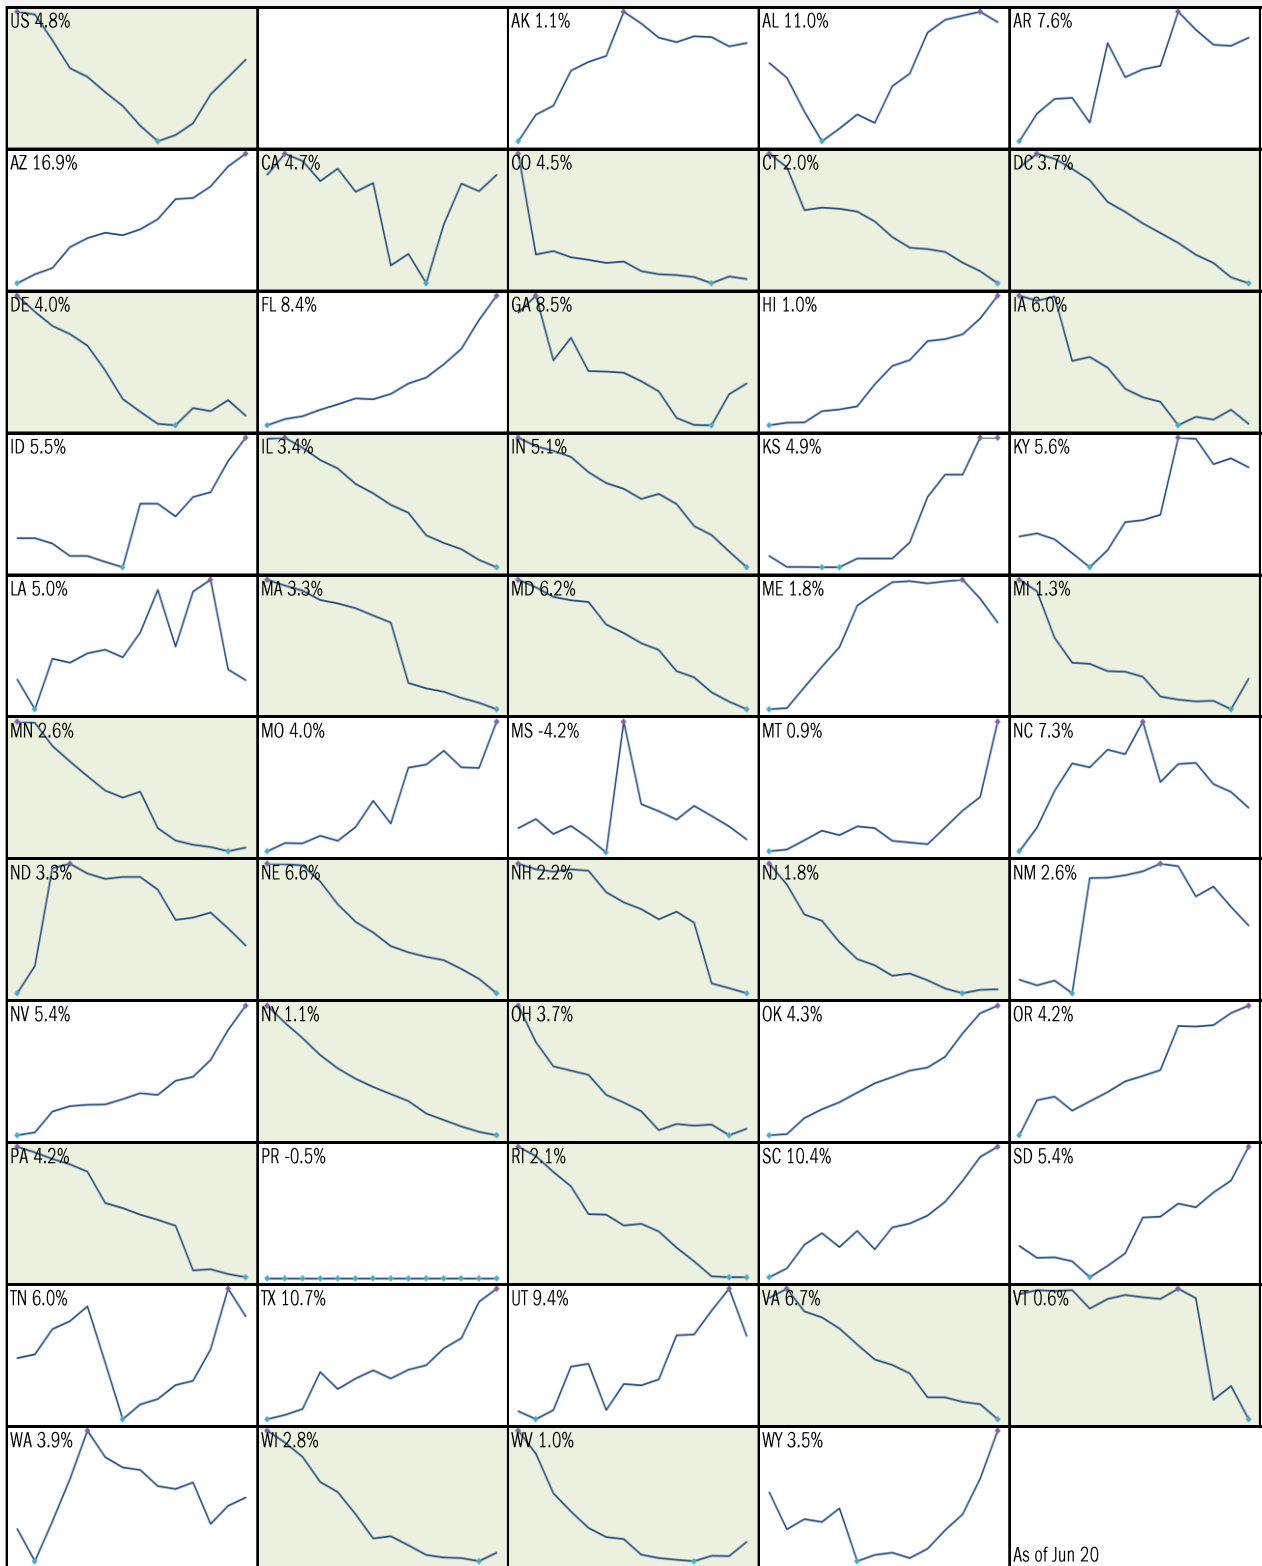 US 4.8%
AK 1.1%
AL 11.0%
AR 7.6%
AZ 16.9%
CA 4.7%
CO 4.5%
CT 2.0%
DC 3.7%
DE 4.0%
FL 8.4%
GA 8.5%
HI 1.0%
IA 6.0%
ID 5.5%
IL 3.4%
IN 5.1%
KS 4.9%
KY 5.6%
LA 5.0%
MA 3.3%
MD 6.2%
ME 1.8%
MI 1.3%
MN 2.6%
MO 4.0%
MS -4.2%
MT 0.9%
NC 7.3%
ND 3.3%
NE 6.6%
NH 2.2%
NJ 1.8%
NM 2.6%
NV 5.4%
NY 1.1%
OH 3.7%
OK 4.3%
OR 4.2%
PA 4.2%
PR -0.5%
RI 2.1%
SC 10.4%
SD 5.4%
TN 6.0%
TX 10.7%
UT 9.4%
VA 6.7%
VT 0.6%
WA 3.9%
WI 2.8%
WV 1.0%
WY 3.5%
As of Jun 20